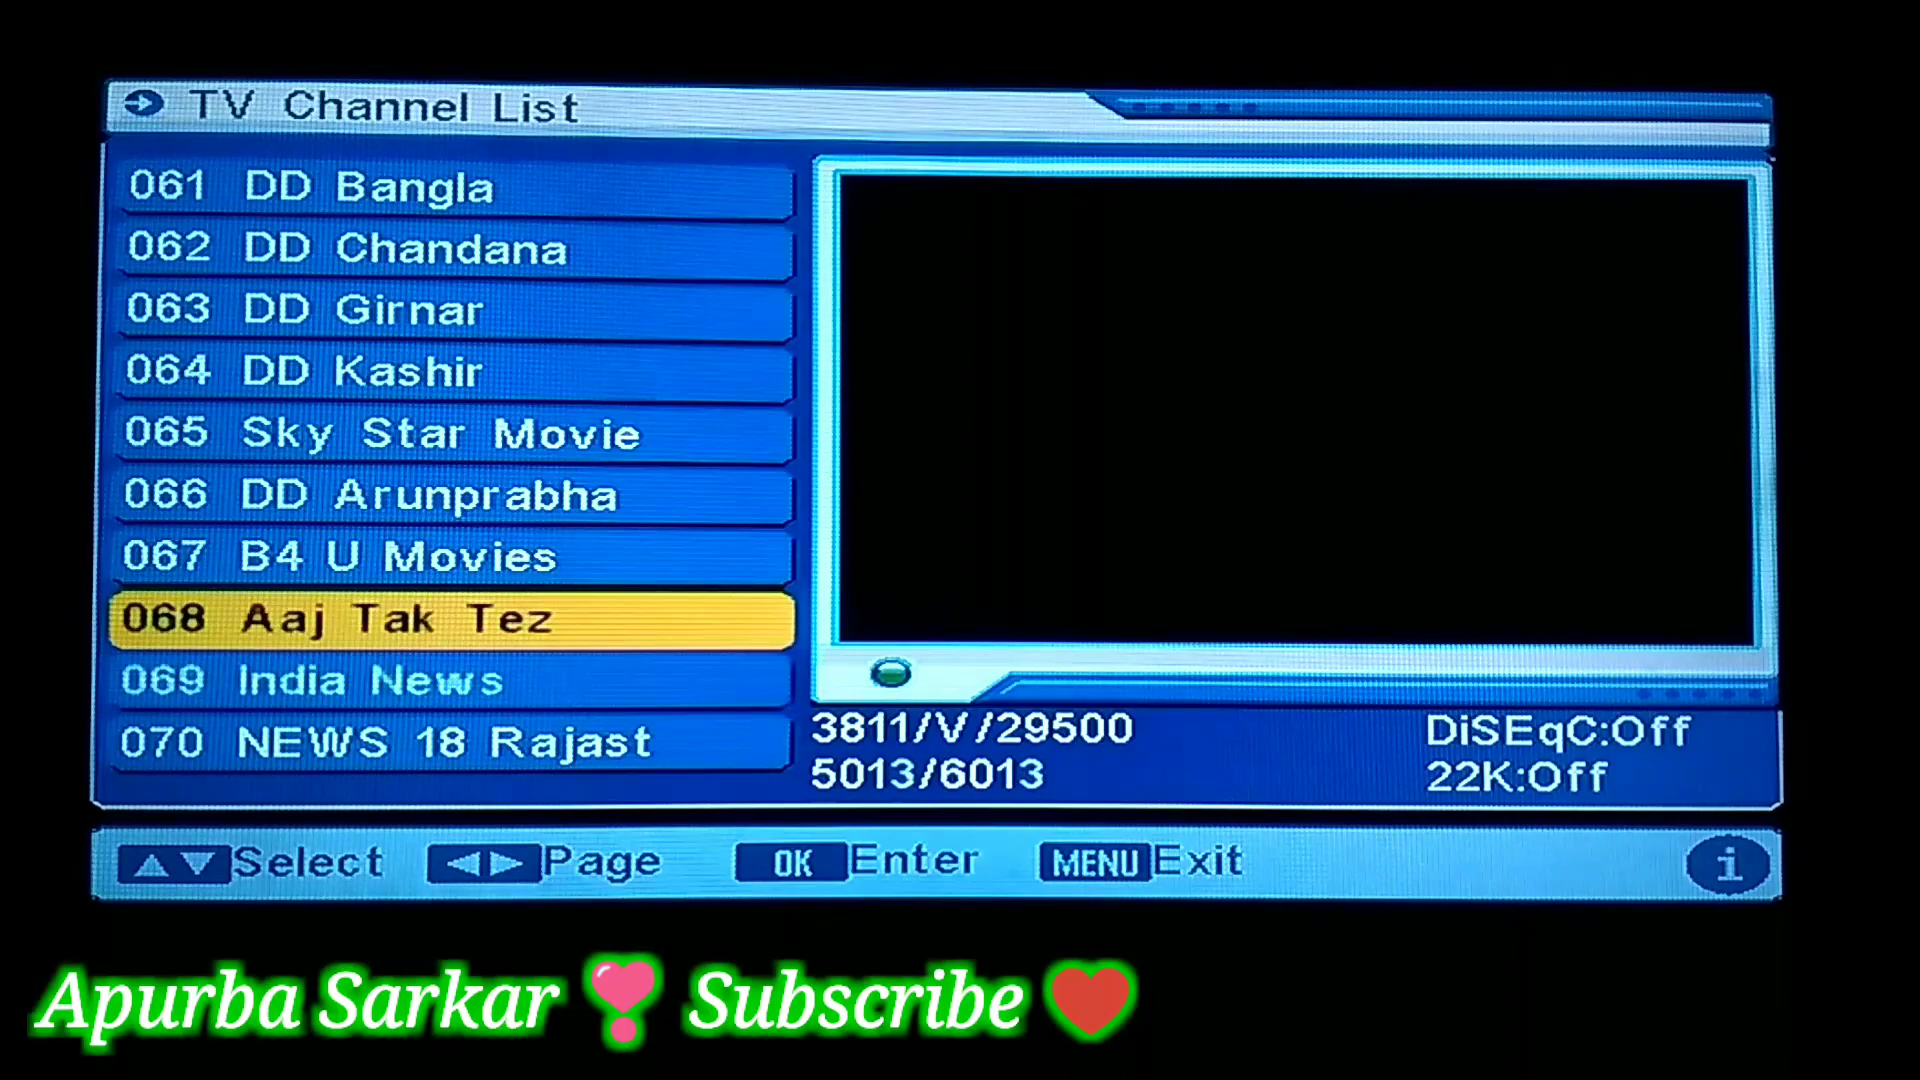 TV Channel List
061 DD Bangla
062 DD Chandana
063 DD Girnar
064 DD Kashir
065 Sky Star Movie
066 DD Arunprabha
067 B4 U Movies
068 Aaj Tak Tez
069 India News
070 NEWS 18 Rajast
3811/V/29500
DiSEqC:Off
5013/6013
22K:Off
Select Page OK Enter MENU Exit i
Apurba Sarkar Subscribe